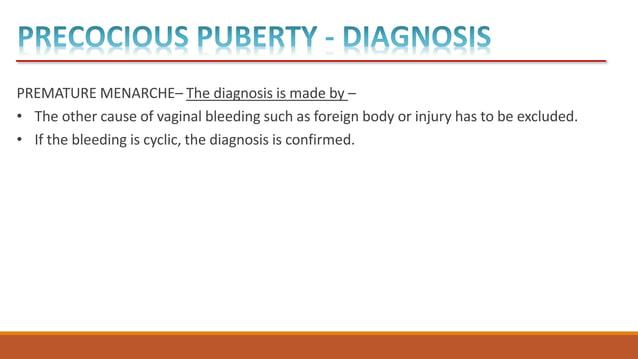 PRECOCIOUS PUBERTY - DIAGNOSIS
PREMATURE MENARCHE– The diagnosis is made by –
• The other cause of vaginal bleeding such as foreign body or injury has to be excluded.
• If the bleeding is cyclic, the diagnosis is confirmed.